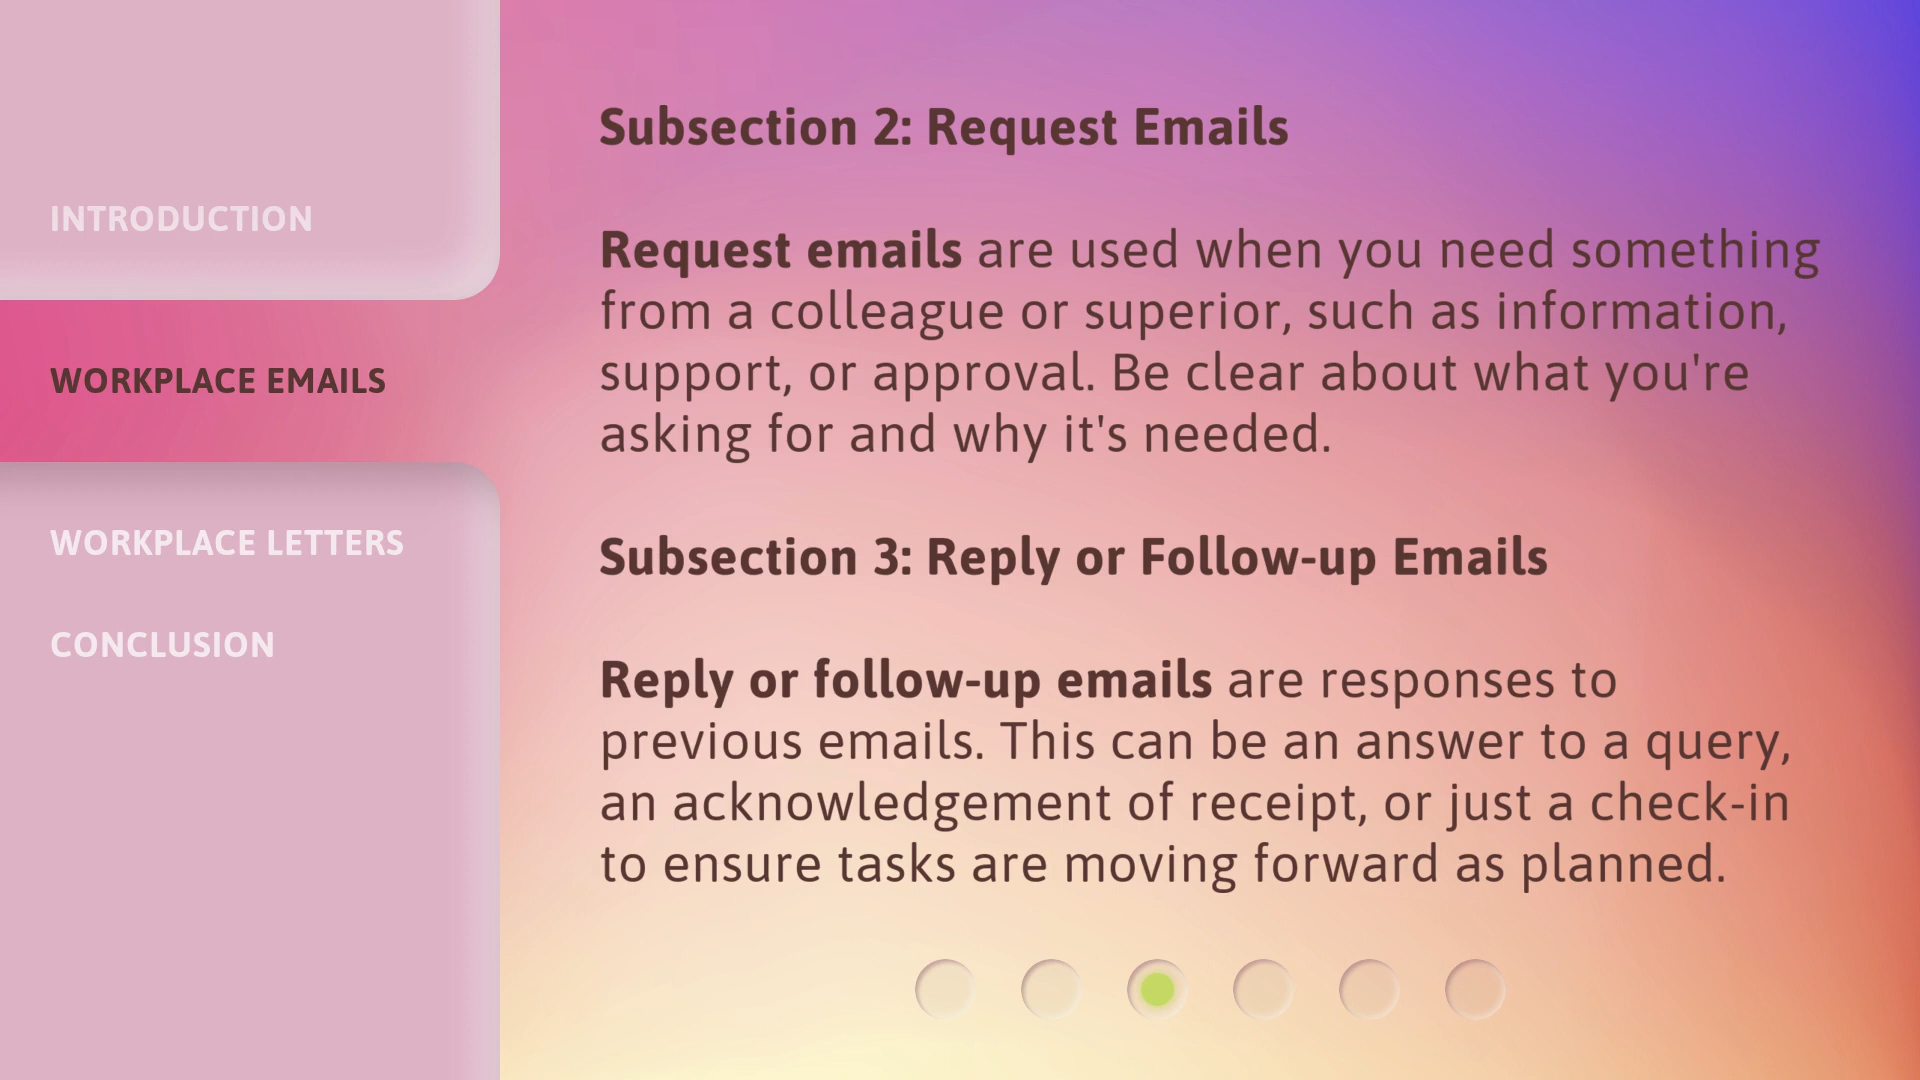 INTRODUCTION
WORKPLACE EMAILS
WORKPLACE LETTERS
CONCLUSION
Subsection 2: Request Emails
Request emails are used when you need something
from a colleague or superior, such as information,
support, or approval. Be clear about what you're
asking for and why it's needed.
Subsection 3: Reply or Follow-up Emails
Reply or follow-up emails are responses to
previous emails. This can be an answer to a query,
an acknowledgement of receipt, or just a check-in
to ensure tasks are moving forward as planned.